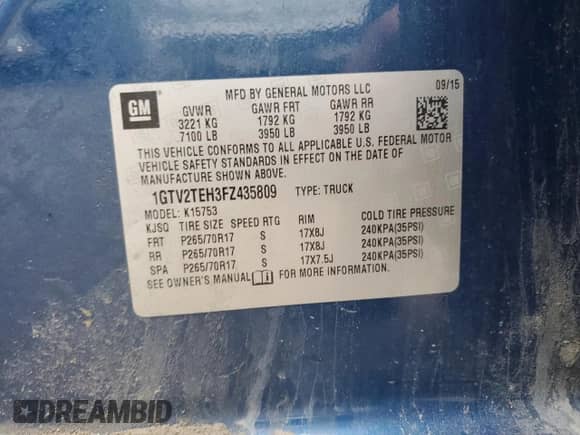 MFD BY GENERAL MOTORS LLC
09/15
GM
GVWR GAWR FRT GAWR RR
3221 KG 1792 KG 1792 KG
7100 LB 3950 LB 3950 LB
THIS VEHICLE CONFORMS TO ALL APPLICABLE U.S. FEDERAL MOTOR
VEHICLE SAFETY STANDARDS IN EFFECT ON THE DATE OF
MANUFACTURE SHOWN ABOVE.
1GTV2TEH3FZ435809 TYPE: TRUCK
MODEL: K15753
KJSQ TIRE SIZE SPEED RTG RIM COLD TIRE PRESSURE
FRT P265/70R17 S 17X8J 240KPA(35PSI)
RR P265/70R17 S 17X8J 240KPA(35PSI)
SPA P265/70R17 S 17X7.5J 240KPA(35PSI)
SEE OWNER'S MANUAL FOR MORE INFORMATION.
DREAMBID